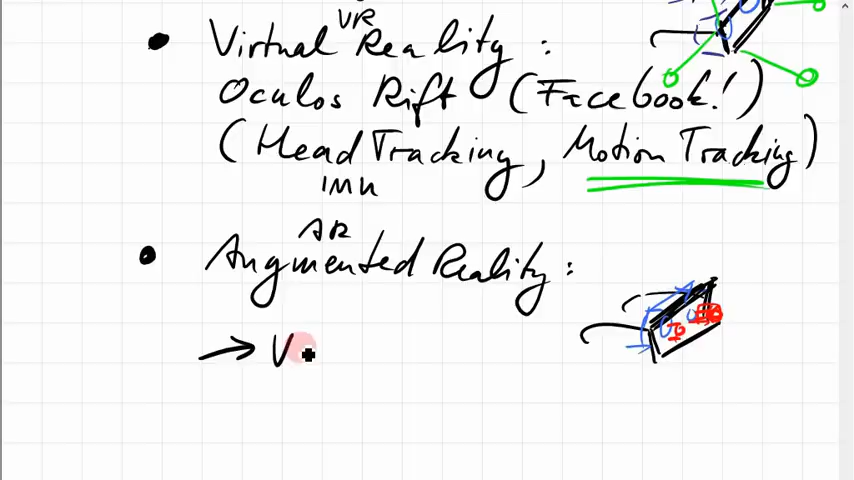 VR
• Virtual Reality :
Oculos Rift (Facebook!)
(Head Tracking, Motion Tracking)
IMU
AR
• Augmented Reality :
→ V